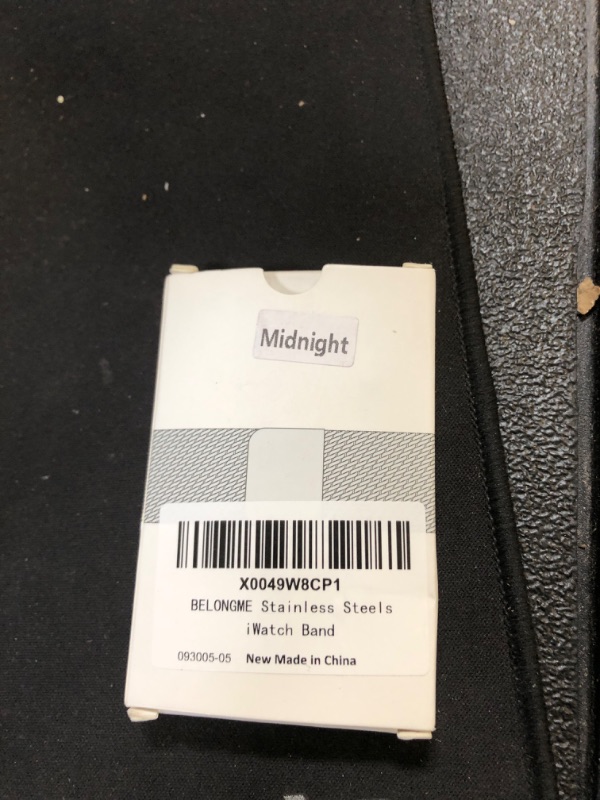 Midnight
X0049W8CP1
BELONGME Stainless Steels
iWatch Band
093005-05 New Made in China